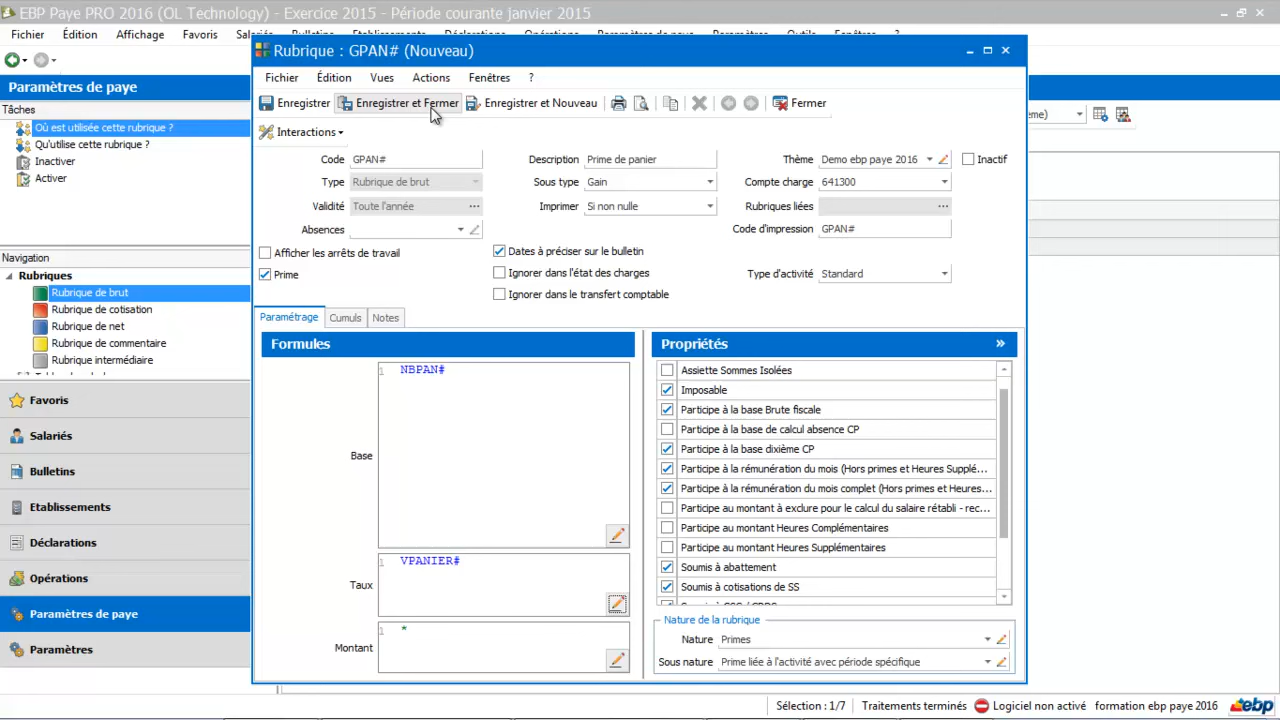 EBP Paye PRO 2016 (OL Technology) - Exercice 2015 - Période courante janvier 2015
Fichier Édition Affichage Favoris
Rubrique : GPAN# (Nouveau)
Fichier Édition Vues Actions Fenêtres ?
Enregistrer Enregistrer et Fermer Enregistrer et Nouveau Fermer
Interactions
Paramètres de paye
Tâches
Où est utilisée cette rubrique ?
Qu'utilise cette rubrique ?
Inactiver
Activer
Navigation
Rubriques
Rubrique de brut
Rubrique de cotisation
Rubrique de net
Rubrique de commentaire
Rubrique intermédiaire
Favoris
Salariés
Bulletins
Etablissements
Déclarations
Opérations
Paramètres de paye
Paramètres
Code GPAN# Description Prime de panier Thème Demo ebp paye 2016 Inactif
Type Rubrique de brut Sous type Gain Compte charge 641300
Validité Toute l'année ... Imprimer Si non nulle Rubriques liées ...
Absences Code d'impression GPAN#
Afficher les arrêts de travail Dates à préciser sur le bulletin
Prime Ignorer dans l'état des charges Type d'activité Standard
Ignorer dans le transfert comptable
Paramétrage Cumuls Notes
Formules
1 NBPAN#
Base
1 VPANIER#
Taux
1 *
Montant
Propriétés »
Assiette Sommes Isolées
Imposable
Participe à la base Brute fiscale
Participe à la base de calcul absence CP
Participe à la base dixième CP
Participe à la rémunération du mois (Hors primes et Heures Supplé...
Participe à la rémunération du mois complet (Hors primes et Heures...
Participe au montant à exclure pour le calcul du salaire rétabli - rec...
Participe au montant Heures Complémentaires
Participe au montant Heures Supplémentaires
Soumis à abattement
Soumis à cotisations de SS
Nature de la rubrique
Nature Primes
Sous nature Prime liée à l'activité avec période spécifique
ème)
Sélection : 1/7 Traitements terminés Logiciel non activé formation ebp paye 2016 ebp